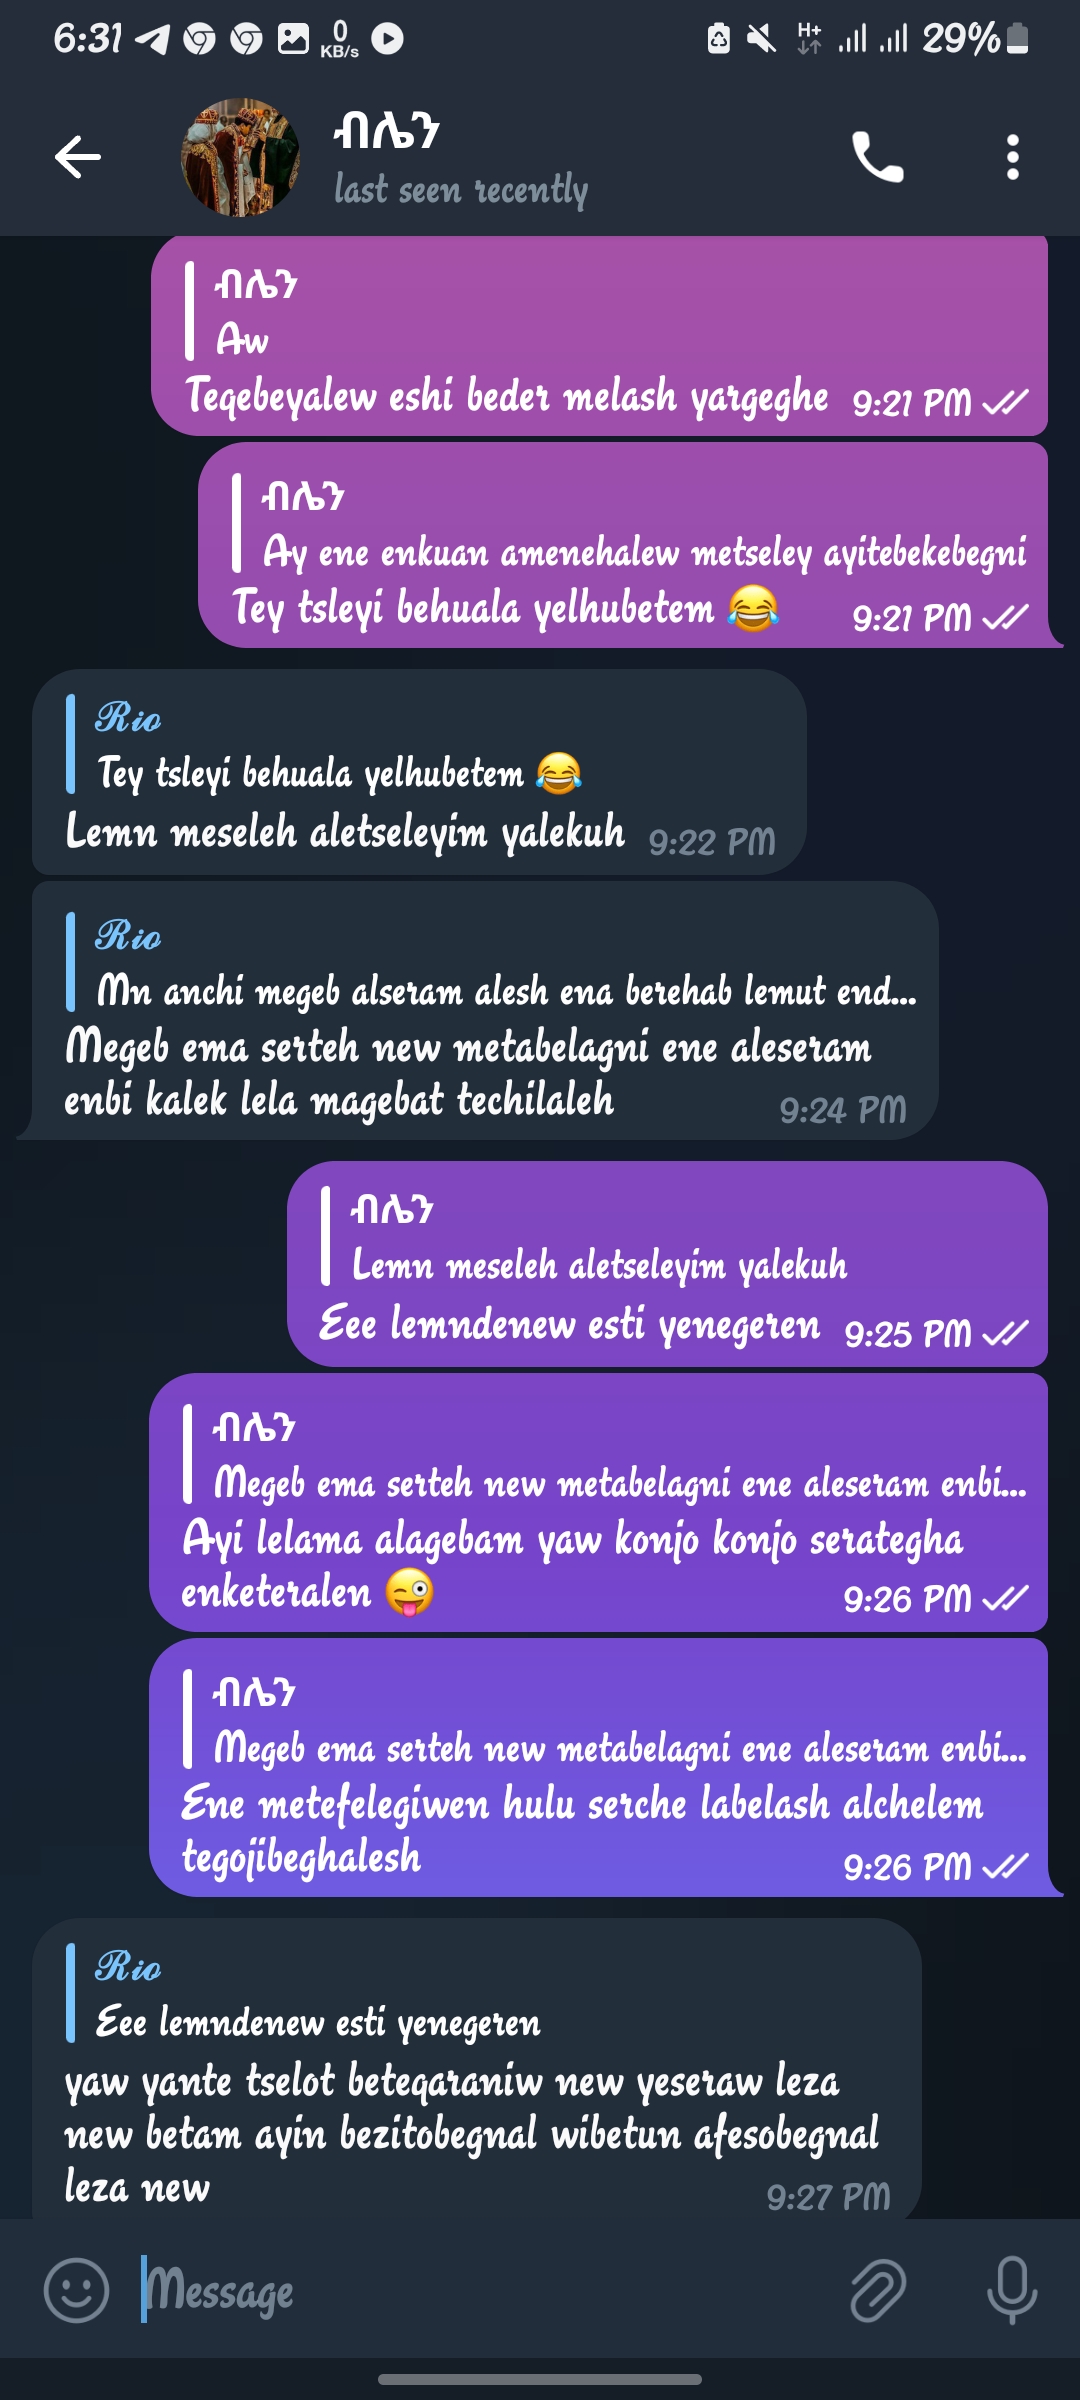 6:31
0
KB/s
H+
29%
ብሌን
last seen recently
ብሌን
Aw
Teqebeyalew eshi beder melash yargeghe 9:21 PM
ብሌን
Ay ene enkuan amenehalew metseley ayitebekebegni
Tey tsleyi behuala yelhubetem 😂 9:21 PM
Rio
Tey tsleyi behuala yelhubetem 😂
Lemn meseleh aletseleyim yalekuh 9:22 PM
Rio
Mn anchi megeb alseram alesh ena berehab lemut end...
Megeb ema serteh new metabelagni ene aleseram
enbi kalek lela magebat techilaleh 9:24 PM
ብሌን
Lemn meseleh aletseleyim yalekuh
Eee lemndenew esti yenegeren 9:25 PM
ብሌን
Megeb ema serteh new metabelagni ene aleseram enbi...
Ayi lelama alagebam yaw konjo konjo serategha
enketeralen 😜 9:26 PM
ብሌን
Megeb ema serteh new metabelagni ene aleseram enbi...
Ene metefelegiwen hulu serche labelash alchelem
tegojibeghalesh 9:26 PM
Rio
Eee lemndenew esti yenegeren
yaw yante tselot beteqaraniw new yeseraw leza
new betam ayin bezitobegnal wibetun afesobegnal
leza new 9:27 PM
Message